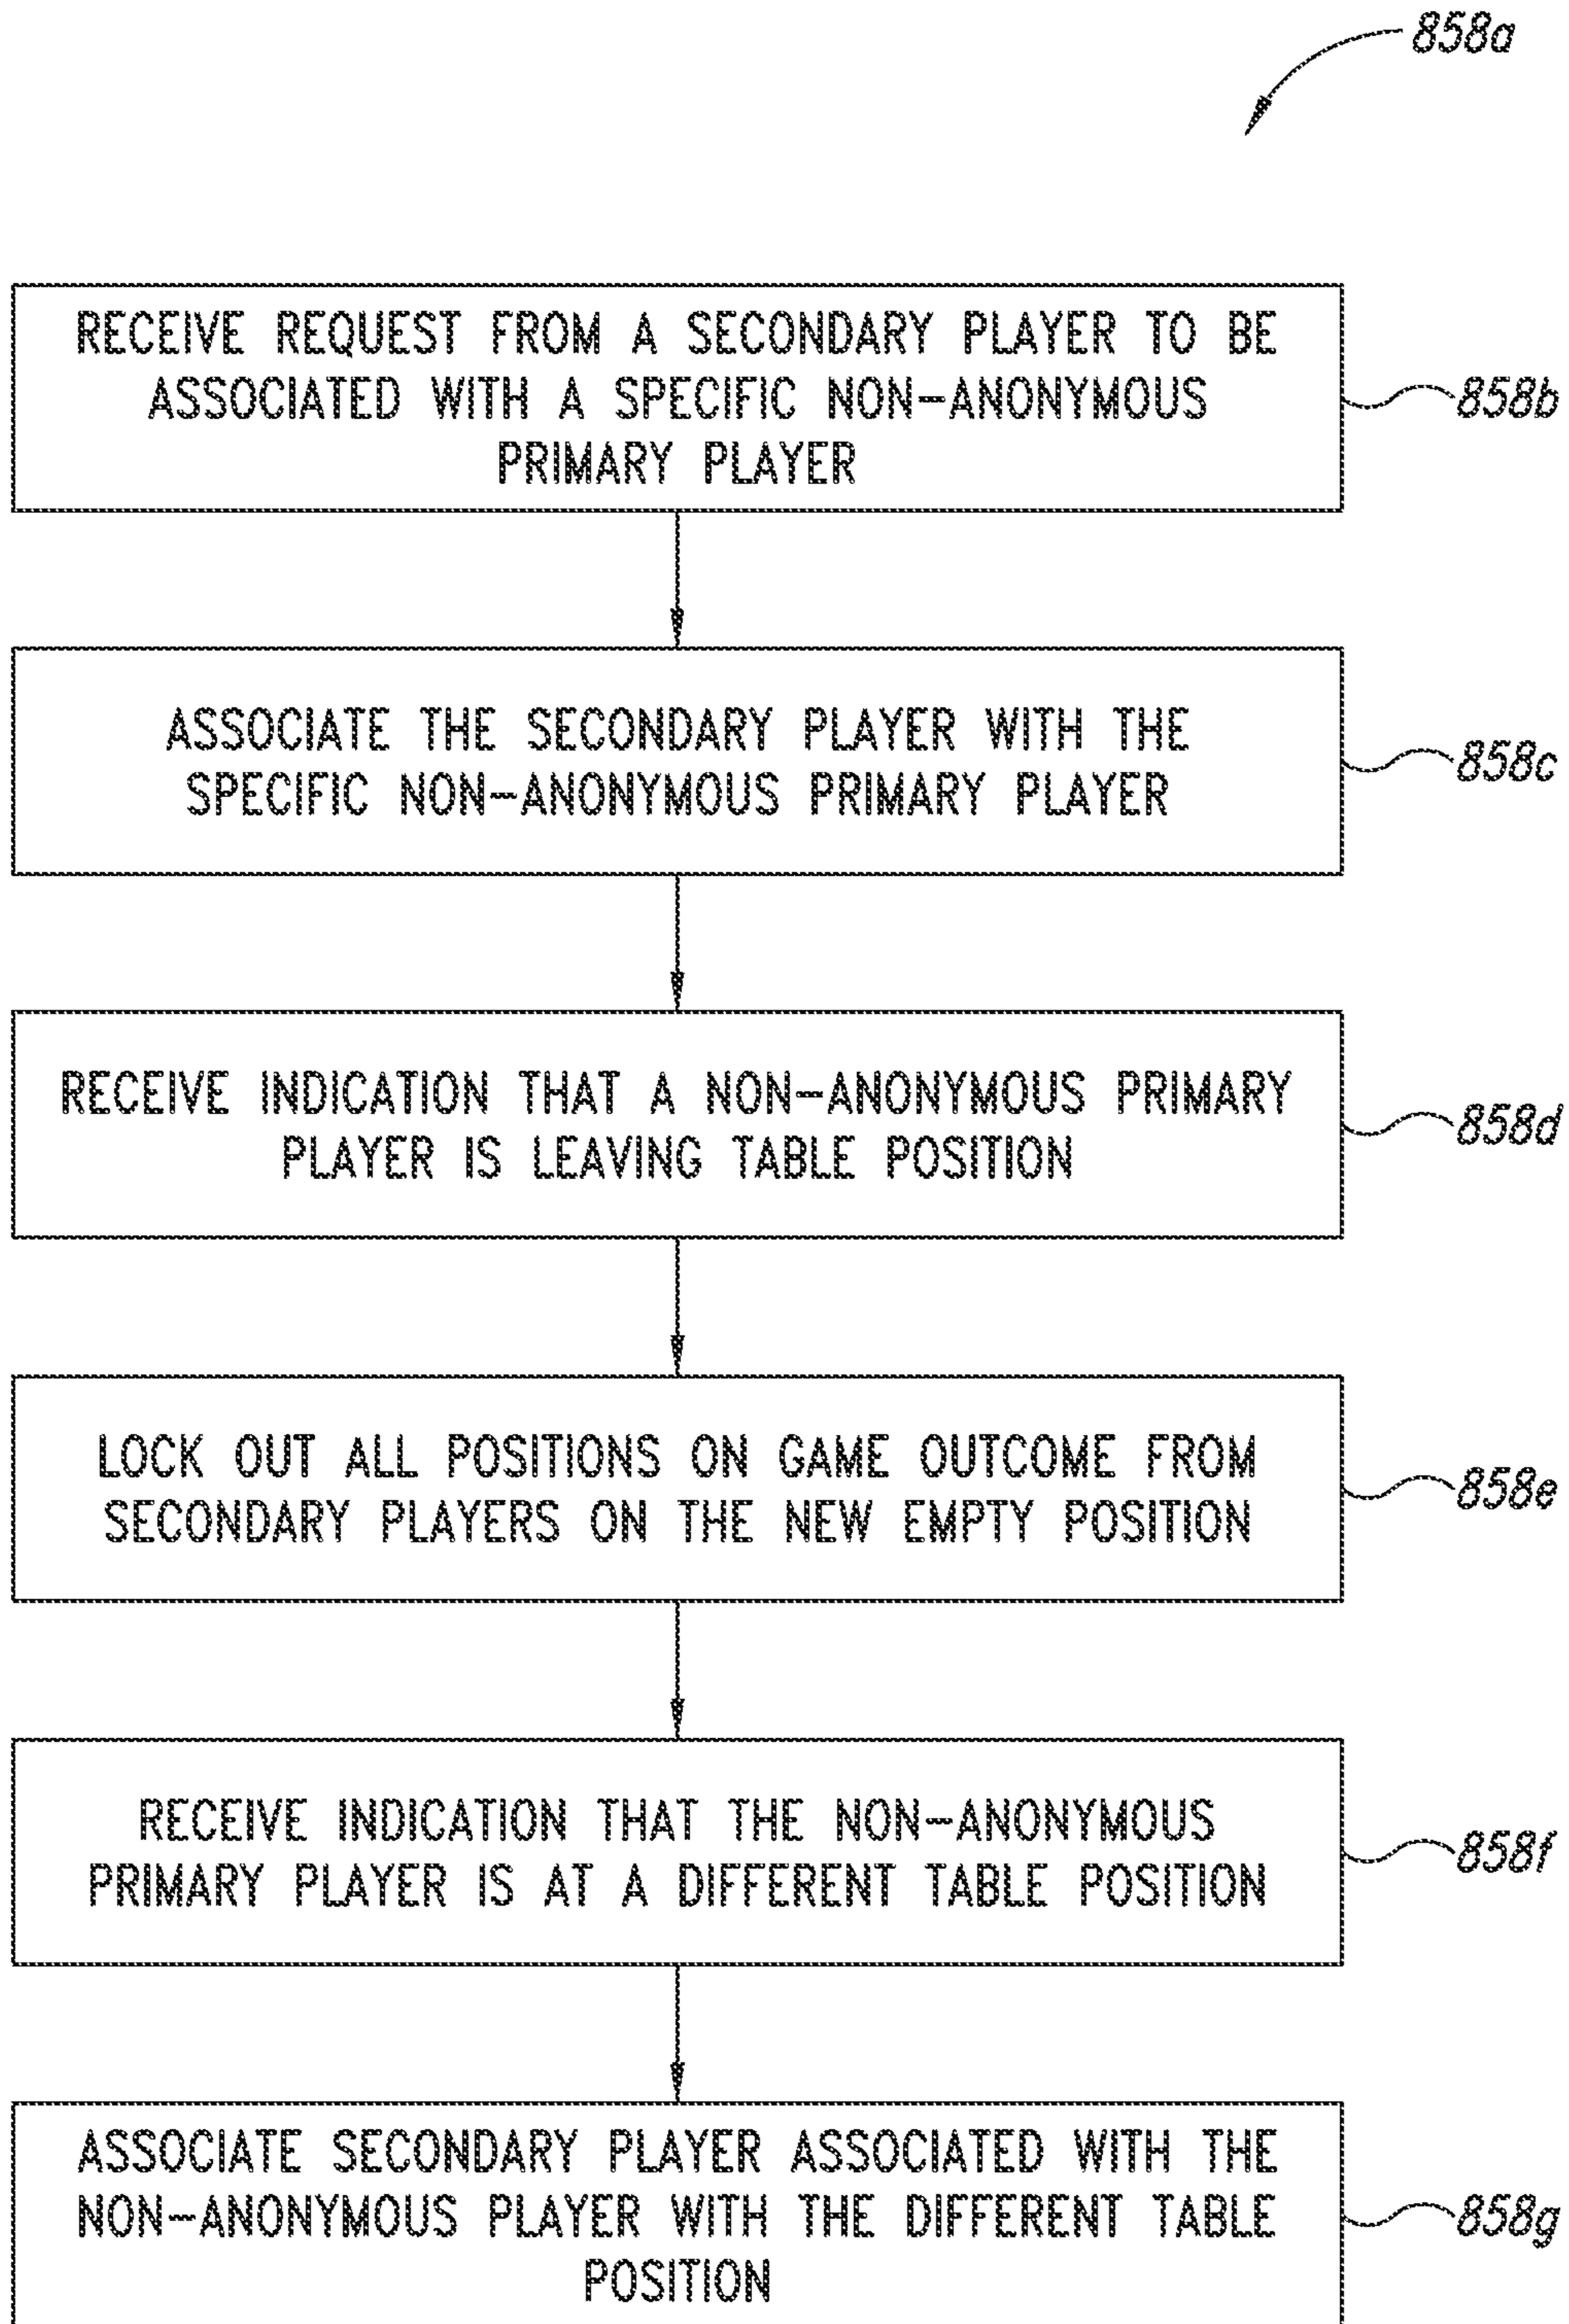 858a
RECEIVE REQUEST FROM A SECONDARY PLAYER TO BE
ASSOCIATED WITH A SPECIFIC NON-ANONYMOUS
PRIMARY PLAYER
858b
ASSOCIATE THE SECONDARY PLAYER WITH THE
SPECIFIC NON-ANONYMOUS PRIMARY PLAYER
858c
RECEIVE INDICATION THAT A NON-ANONYMOUS PRIMARY
PLAYER IS LEAVING TABLE POSITION
858d
LOCK OUT ALL POSITIONS ON GAME OUTCOME FROM
SECONDARY PLAYERS ON THE NEW EMPTY POSITION
858e
RECEIVE INDICATION THAT THE NON-ANONYMOUS
PRIMARY PLAYER IS AT A DIFFERENT TABLE POSITION
858f
ASSOCIATE SECONDARY PLAYER ASSOCIATED WITH THE
NON-ANONYMOUS PLAYER WITH THE DIFFERENT TABLE
POSITION
858g